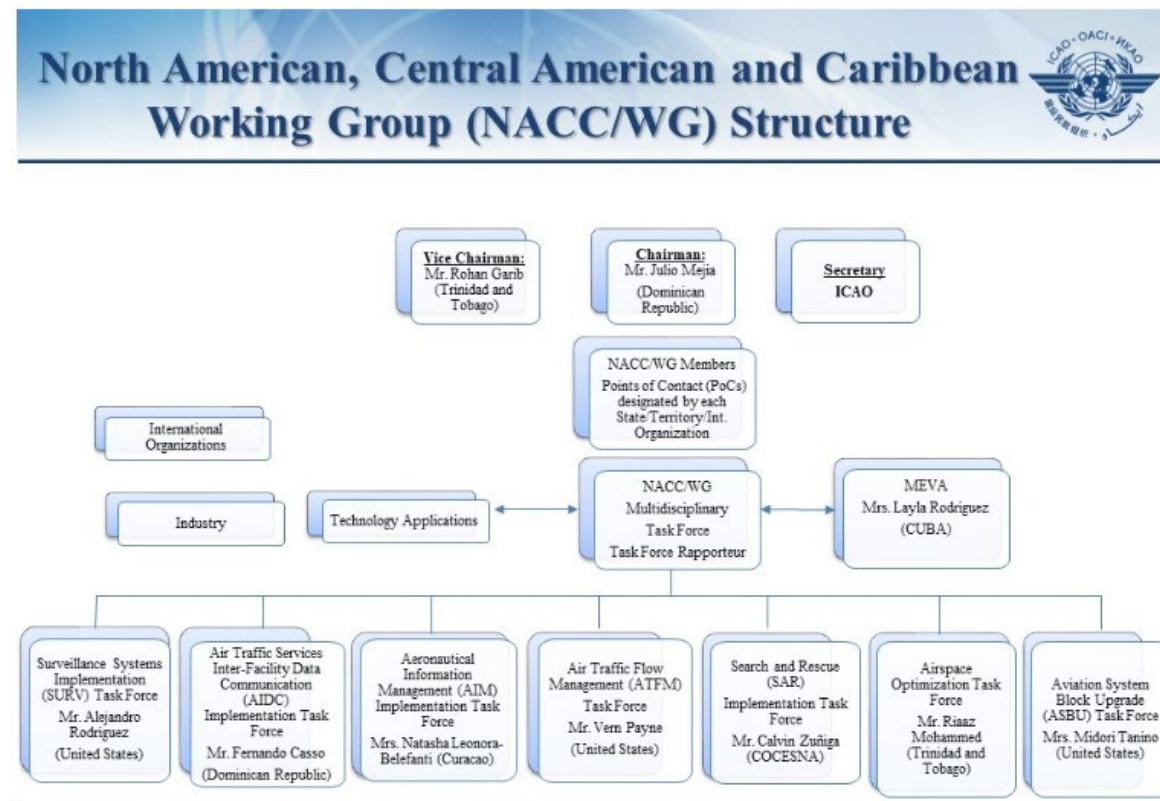 North American, Central American and Caribbean
Working Group (NACC/WG) Structure
ICAO · OACI · ИКАО
Vice Chairman:
Mr. Rohan Garib
(Trinidad and
Tobago)
Chairman:
Mr. Julio Mejia
(Dominican
Republic)
Secretary
ICAO
NACC/WG Members
Points of Contact (PoCs)
designated by each
State/Territory/Int.
Organization
International
Organizations
Industry
Technology Applications
NACC/WG
Multidisciplinary
Task Force
Task Force Rapporteur
MEVA
Mrs. Layla Rodriguez
(CUBA)
Surveillance Systems
Implementation
(SURV) Task Force
Mr. Alejandro
Rodriguez
(United States)
Air Traffic Services
Inter-Facility Data
Communication
(AIDC)
Implementation Task
Force
Mr. Fernando Casso
(Dominican Republic)
Aeronautical
Information
Management (AIM)
Implementation Task
Force
Mrs. Natasha Leonora-
Belefanti (Curacao)
Air Traffic Flow
Management (ATFM)
Task Force
Mr. Vern Payne
(United States)
Search and Rescue
(SAR)
Implementation Task
Force
Mr. Calvin Zuñiga
(COCESNA)
Airspace
Optimization Task
Force
Mr. Riaaz
Mohammed
(Trinidad and
Tobago)
Aviation System
Block Upgrade
(ASBU) Task Force
Mrs. Midori Tanino
(United States)